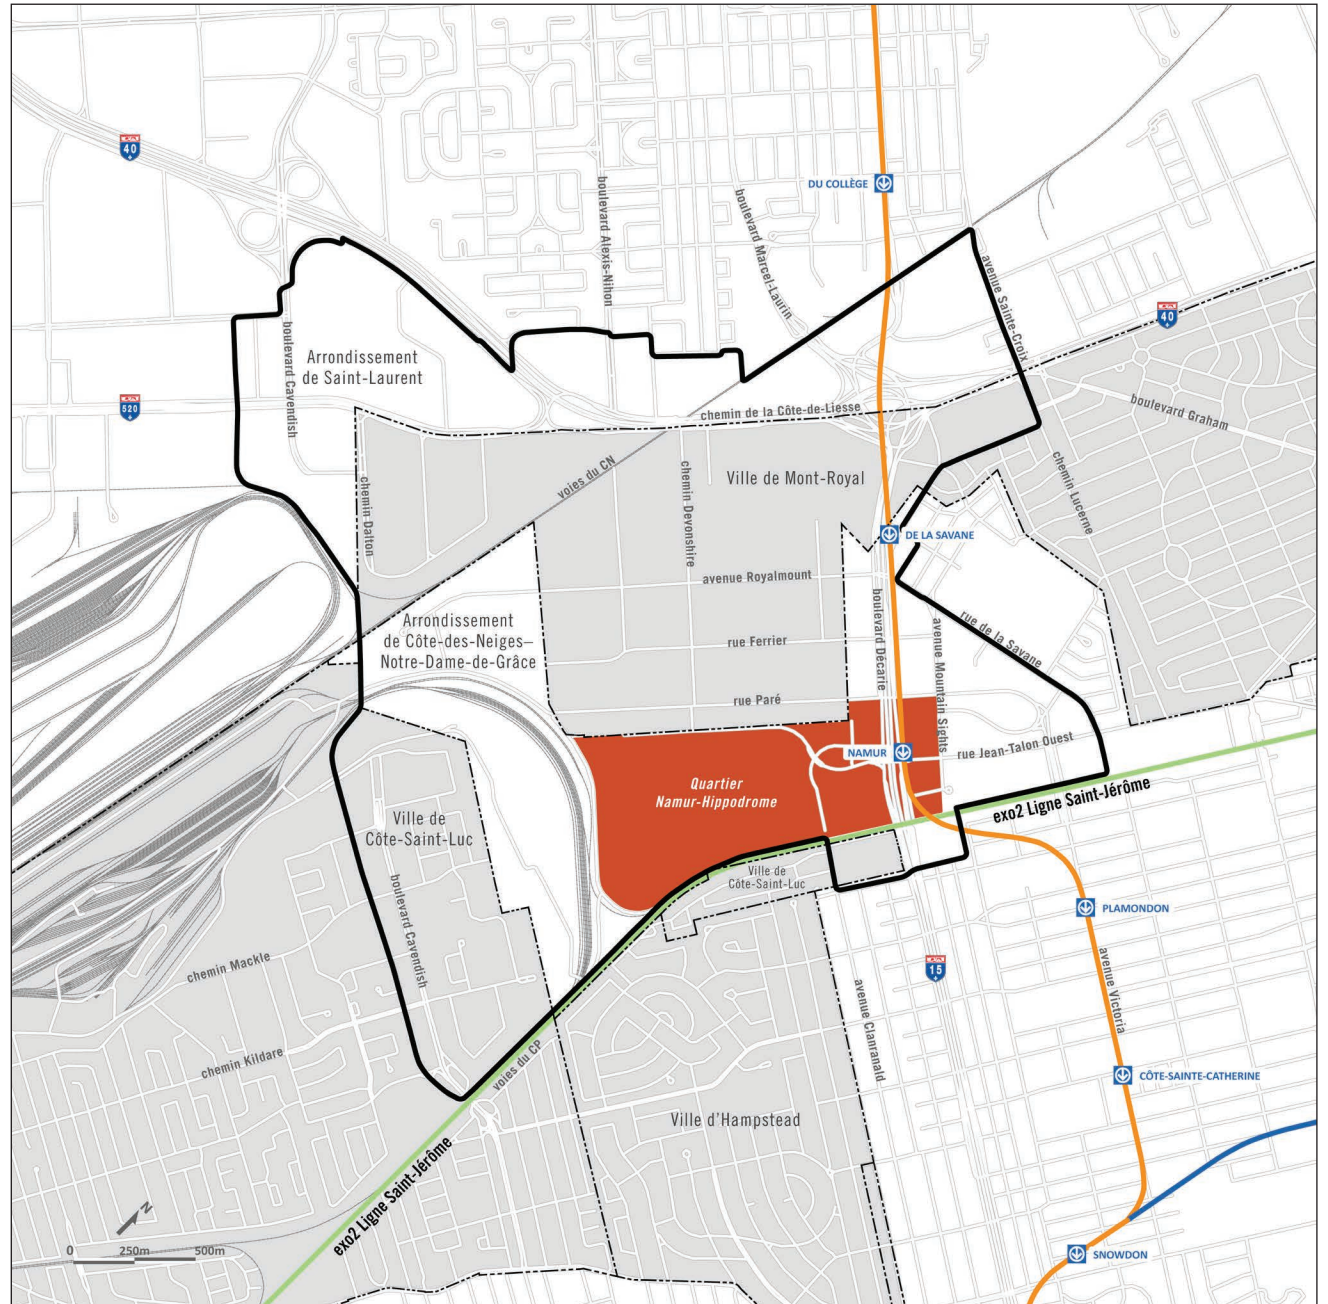 40
DU COLLÈGE
boulevard Alexis-Nihon
boulevard Marcel-Laurin
avenue Sainte-Croix
40
boulevard Cavendish
Arrondissement
de Saint-Laurent
520
chemin de la Côte-de-Liesse
boulevard Graham
voies du CN
chemin Dalton
chemin Devonshire
Ville de Mont-Royal
chemin Lucerne
DE LA SAVANE
avenue Royalmount
Arrondissement
de Côte-des-Neiges–
Notre-Dame-de-Grâce
rue Ferrier
boulevard Décarie
avenue Mountain Sights
rue de la Savane
rue Paré
NAMUR
rue Jean-Talon Ouest
Quartier
Namur-Hippodrome
exo2 Ligne Saint-Jérôme
Ville de
Côte-Saint-Luc
Ville de
Côte-Saint-Luc
boulevard Cavendish
PLAMONDON
chemin Mackle
15
avenue Victoria
avenue Clanranald
chemin Kildare
voies du CP
CÔTE-SAINTE-CATHERINE
Ville d'Hampstead
exo2 Ligne Saint-Jérôme
N
0 250m 500m
SNOWDON